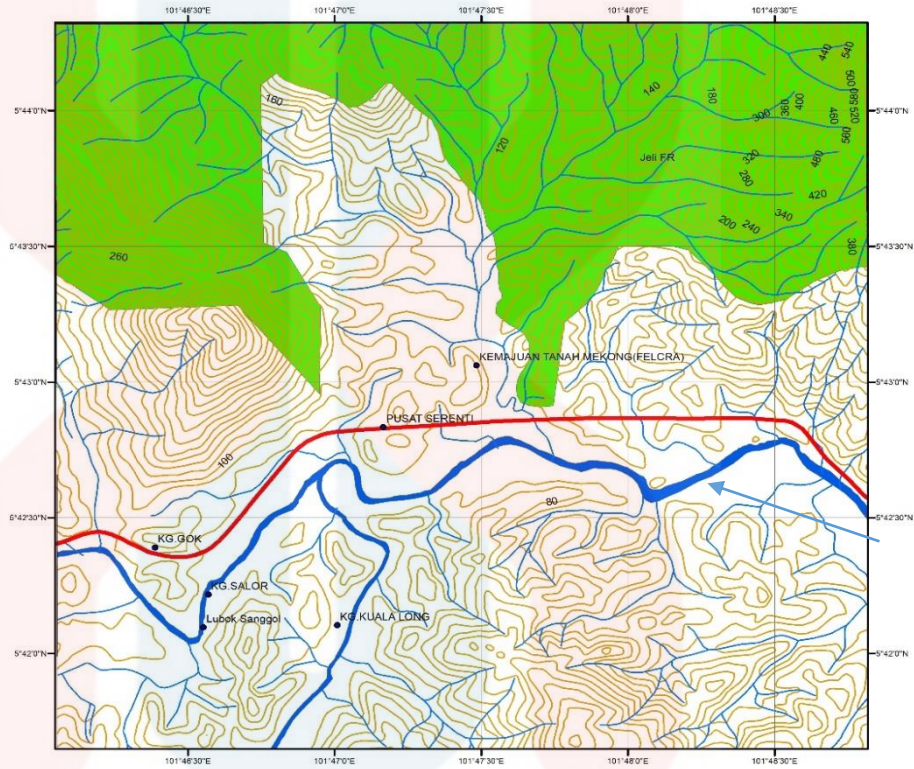 101°46'30"E 101°47'0"E 101°47'30"E 101°48'0"E 101°48'30"E
440 540
500
5°44'0"N 160 140 180 360 400 585 5°44'0"N
300 460 520
120 560
Jeli FR 320 480
280
420
200 240 340
5°43'30"N 260 380 5°43'30"N
KEMAJUAN TANAH MEKONG(FELCRA)
5°43'0"N 5°43'0"N
PUSAT SERENTI
100
80
5°42'30"N 5°42'30"N
KG.GOK
KG.SALOR
Lubok Sanggol KG.KUALA LONG
5°42'0"N 5°42'0"N
101°46'30"E 101°47'0"E 101°47'30"E 101°48'0"E 101°48'30"E